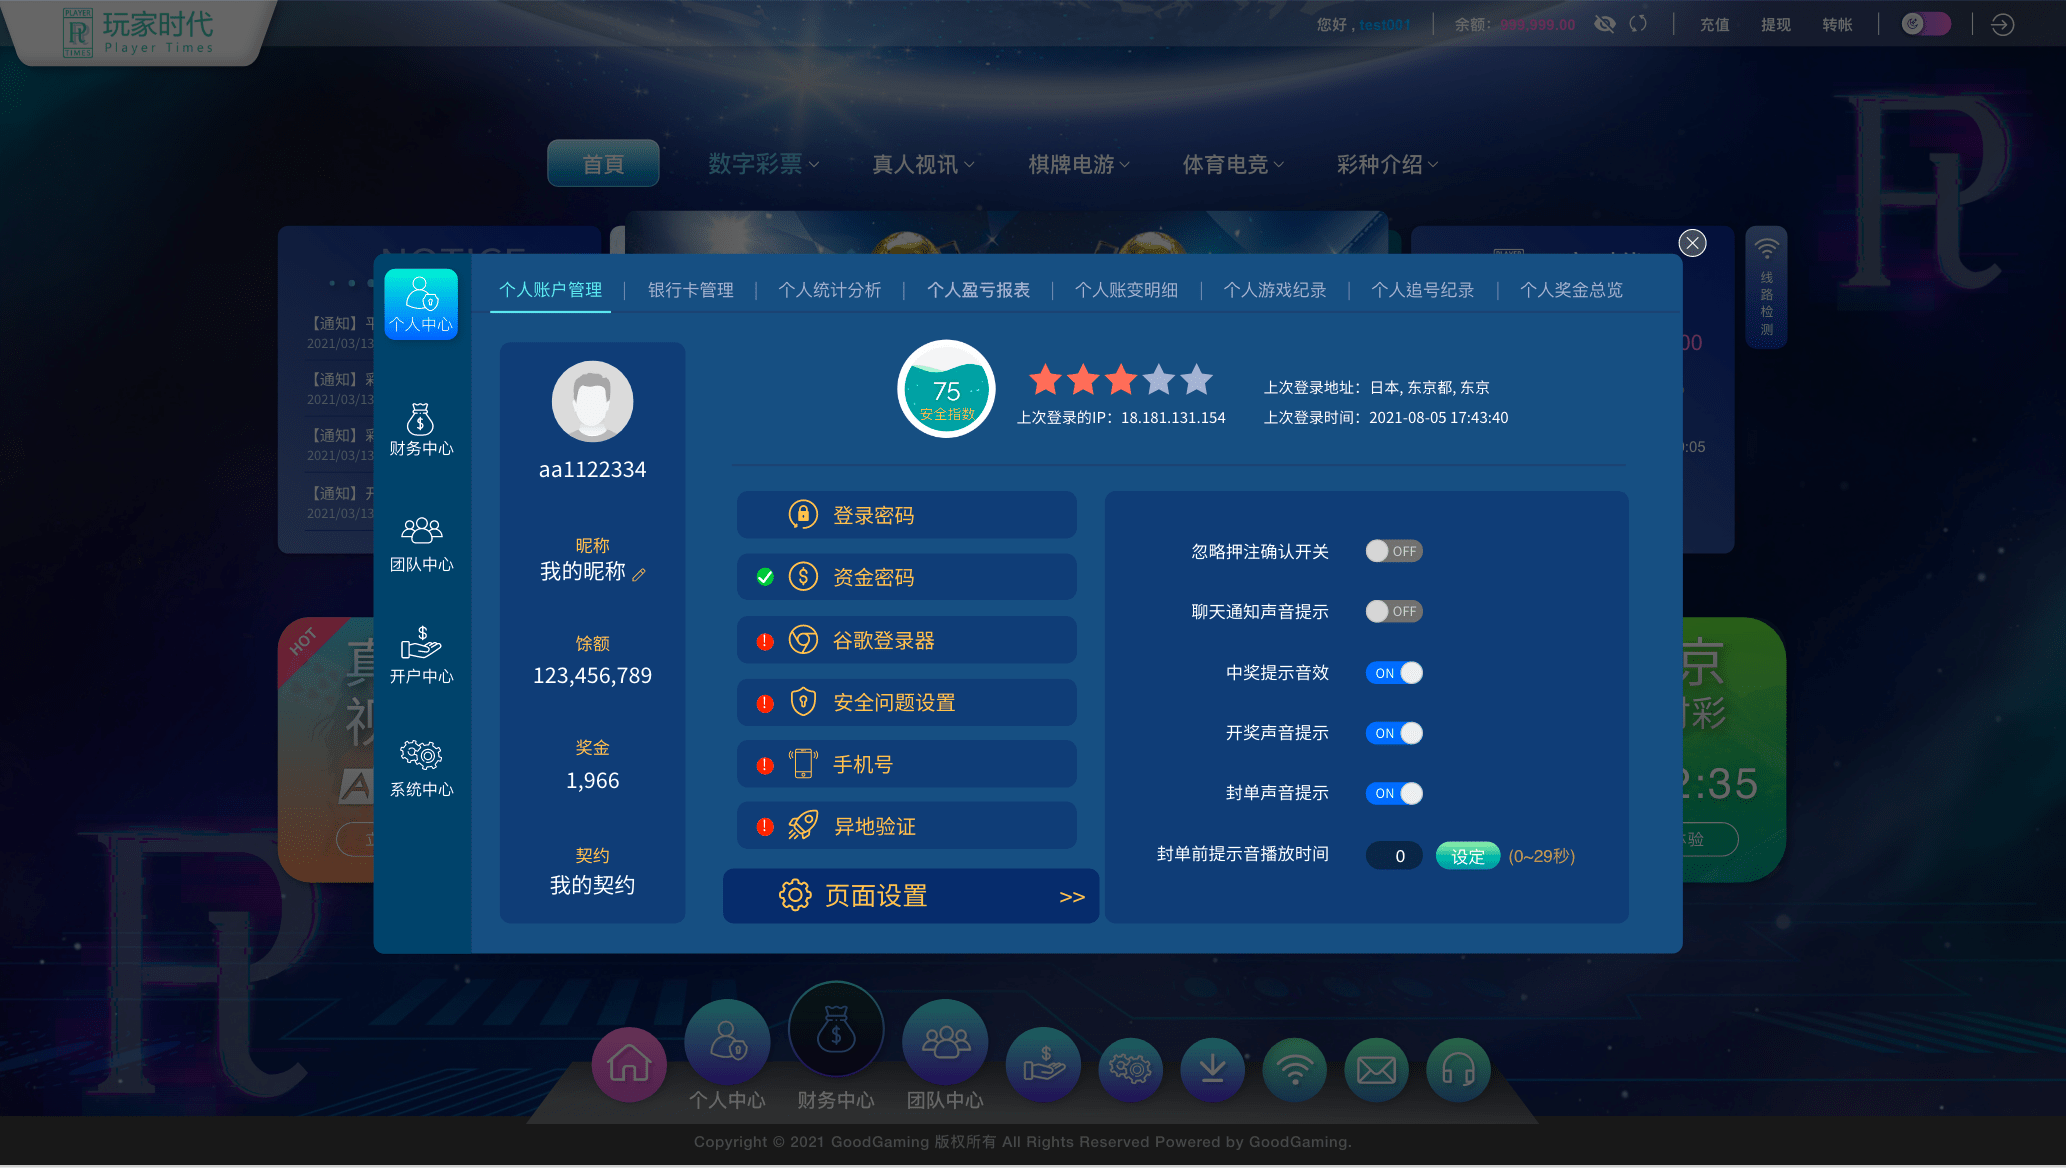 PLAYER
TIMES
玩家时代
Player Times
您好 , test001
余额: 999,999.00
充值
提现
转帐
首頁
数字彩票
真人视讯
棋牌电游
体育电竞
彩种介绍
NOTICE
线路检测
【通知】
2021/03/13
【通知】
2021/03/13
【通知】
2021/03/13
【通知】
2021/03/13
个人中心
财务中心
团队中心
开户中心
系统中心
个人账户管理 | 银行卡管理 | 个人统计分析 | 个人盈亏报表 | 个人账变明细 | 个人游戏纪录 | 个人追号纪录 | 个人奖金总览
aa1122334
昵称
我的昵称
馀额
123,456,789
奖金
1,966
契约
我的契约
75
安全指数
上次登录的IP：18.181.131.154
上次登录地址：日本, 东京都, 东京
上次登录时间：2021-08-05 17:43:40
登录密码
资金密码
谷歌登录器
安全问题设置
手机号
异地验证
页面设置 >>
忽略押注确认开关 OFF
聊天通知声音提示 OFF
中奖提示音效 ON
开奖声音提示 ON
封单声音提示 ON
封单前提示音播放时间 0 设定 (0~29秒)
HOT
京
彩
2:35
验
00
:05
个人中心
财务中心
团队中心
Copyright © 2021 GoodGaming 版权所有 All Rights Reserved Powered by GoodGaming.